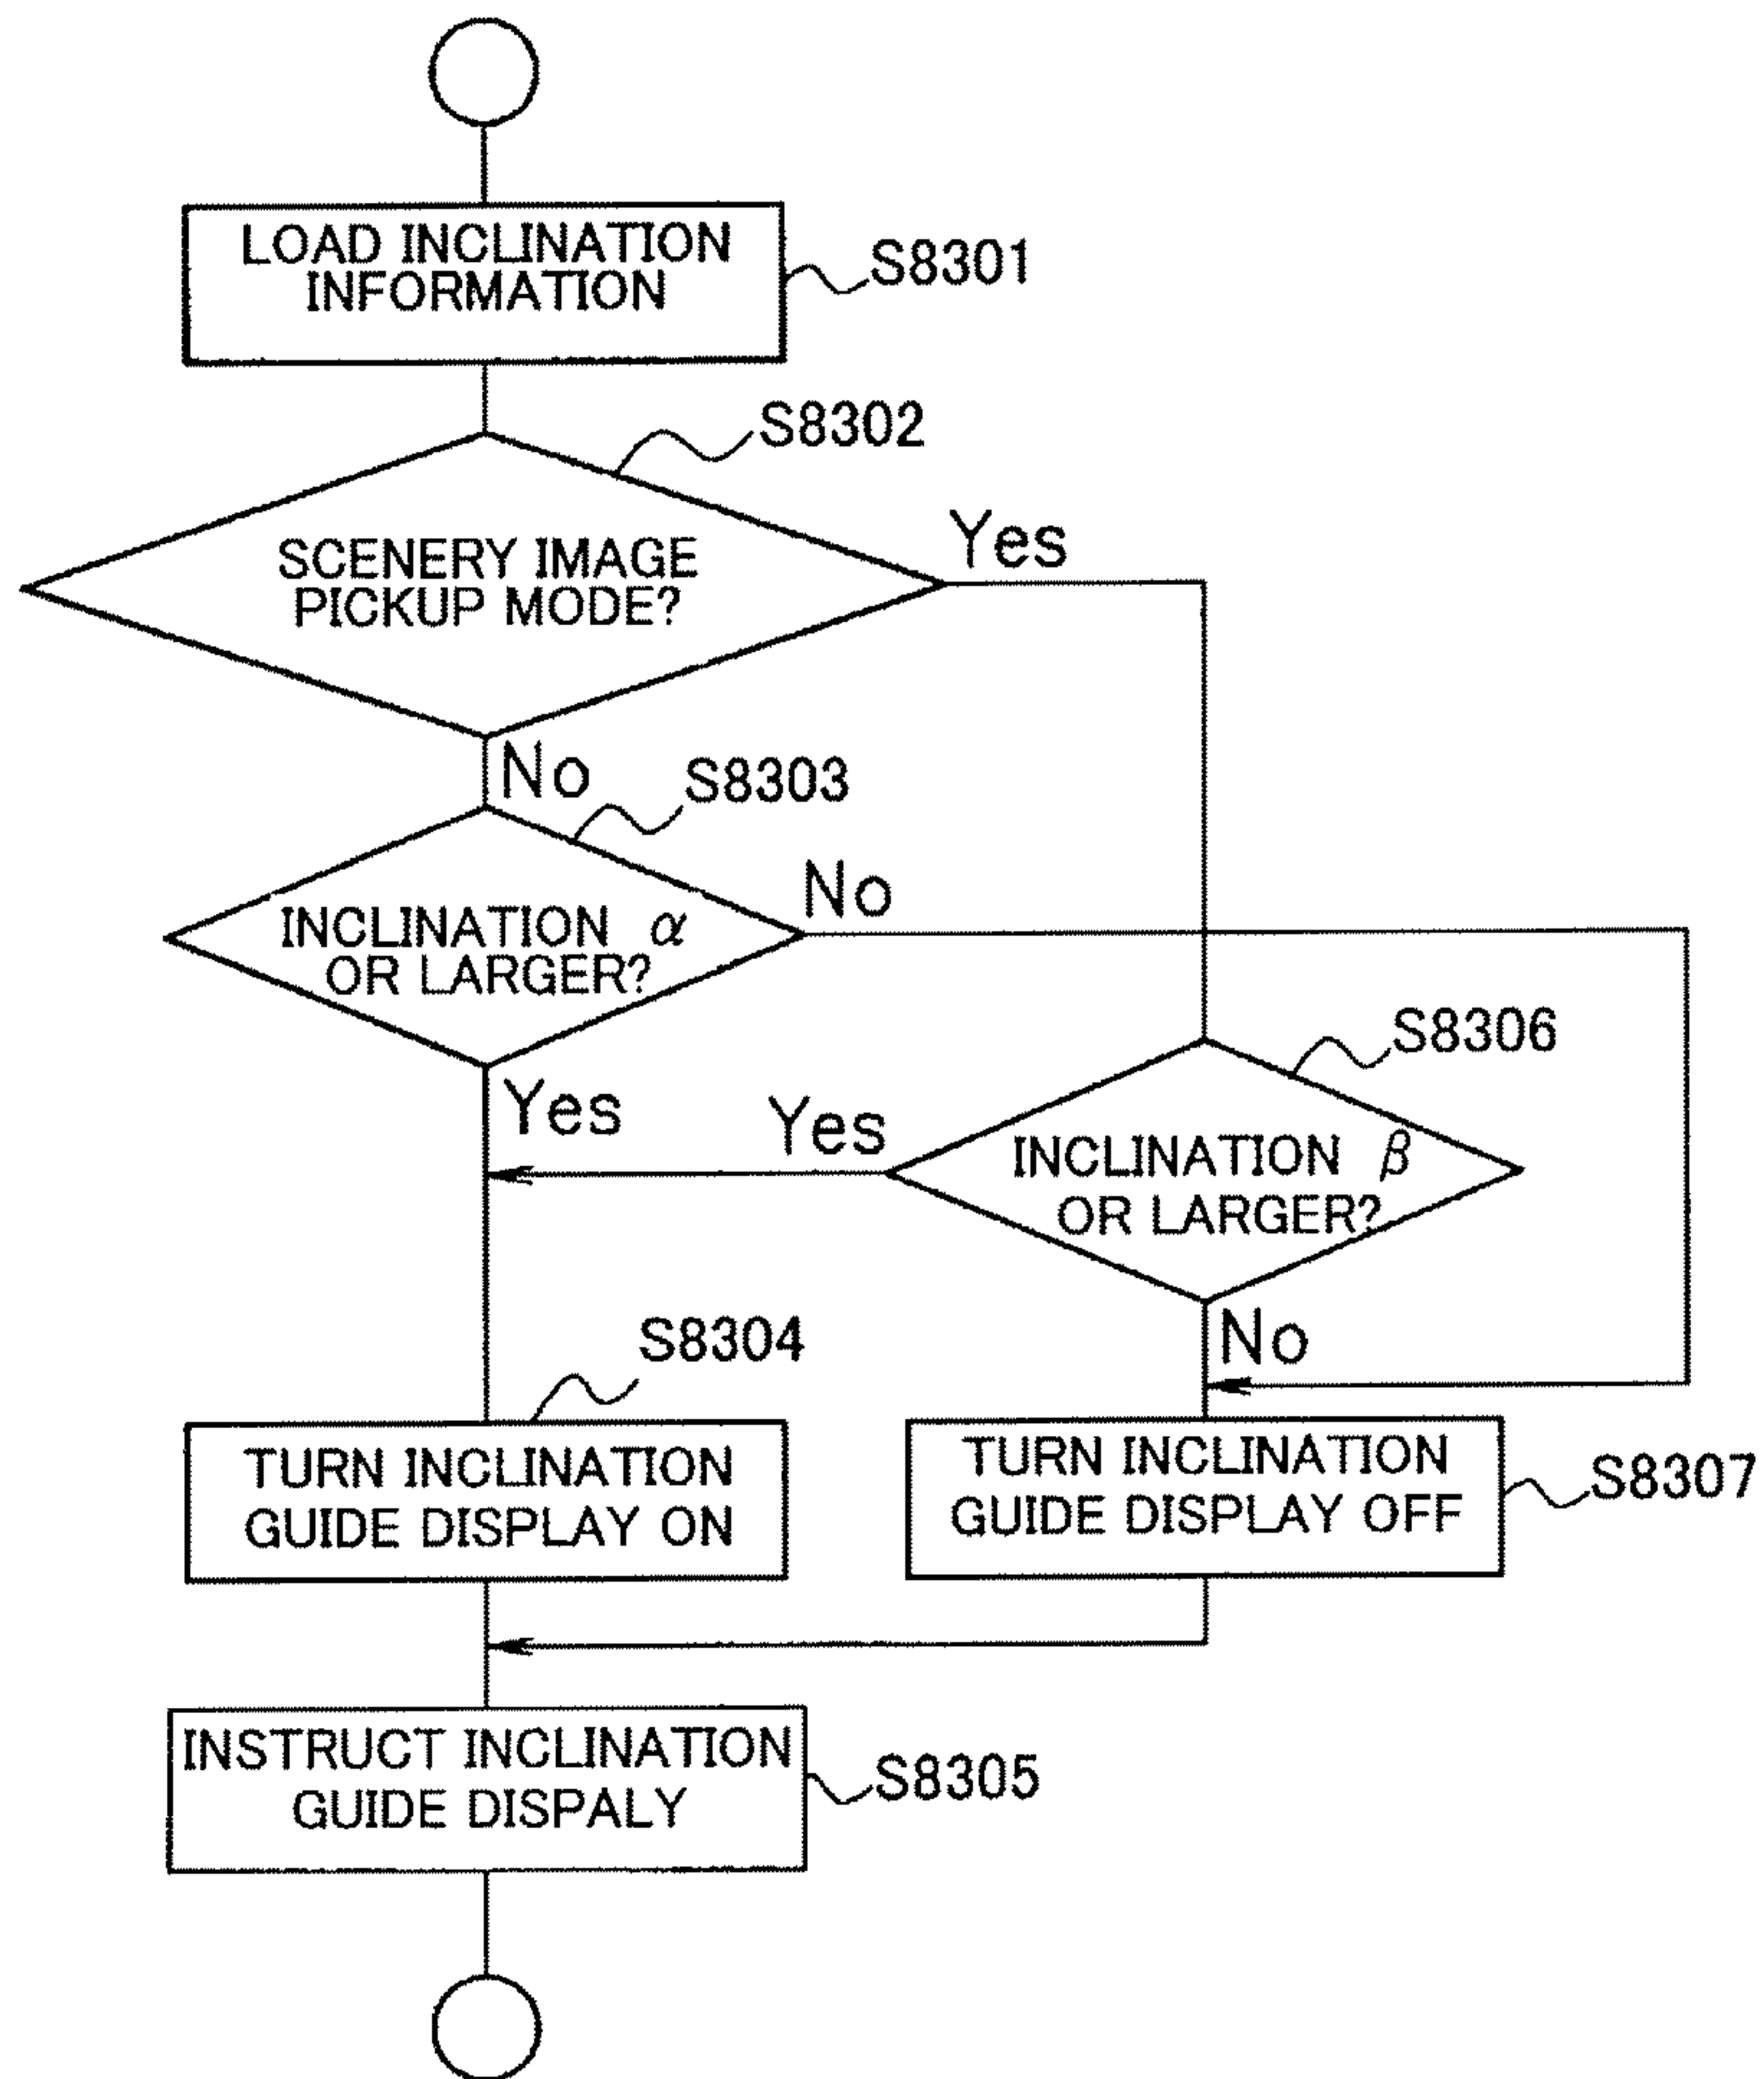 LOAD INCLINATION
INFORMATION
S8301
S8302
SCENERY IMAGE
PICKUP MODE?
Yes
No
S8303
INCLINATION α
OR LARGER?
No
Yes
S8306
INCLINATION β
OR LARGER?
Yes
No
S8304
TURN INCLINATION
GUIDE DISPLAY ON
TURN INCLINATION
GUIDE DISPLAY OFF
S8307
INSTRUCT INCLINATION
GUIDE DISPALY
S8305